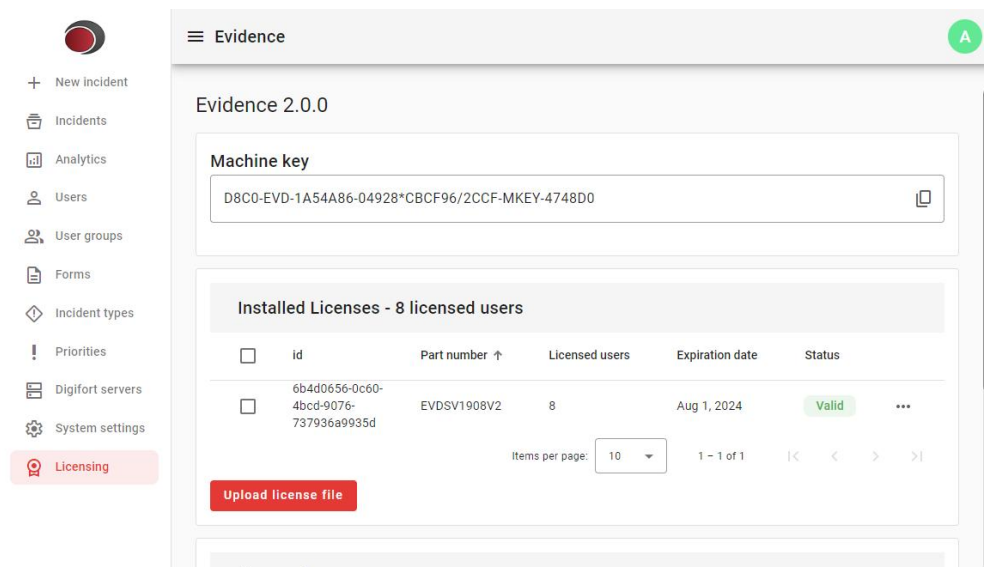 Evidence
A
New incident
Incidents
Analytics
Users
User groups
Forms
Incident types
Priorities
Digifort servers
System settings
Licensing
Evidence 2.0.0
Machine key
D8C0-EVD-1A54A86-04928*CBCF96/2CCF-MKEY-4748D0
Installed Licenses - 8 licensed users
id Part number Licensed users Expiration date Status
6b4d0656-0c60-
4bcd-9076-
737936a9935d
EVDSV1908V2 8 Aug 1, 2024 Valid
Items per page: 10 1 – 1 of 1
Upload license file